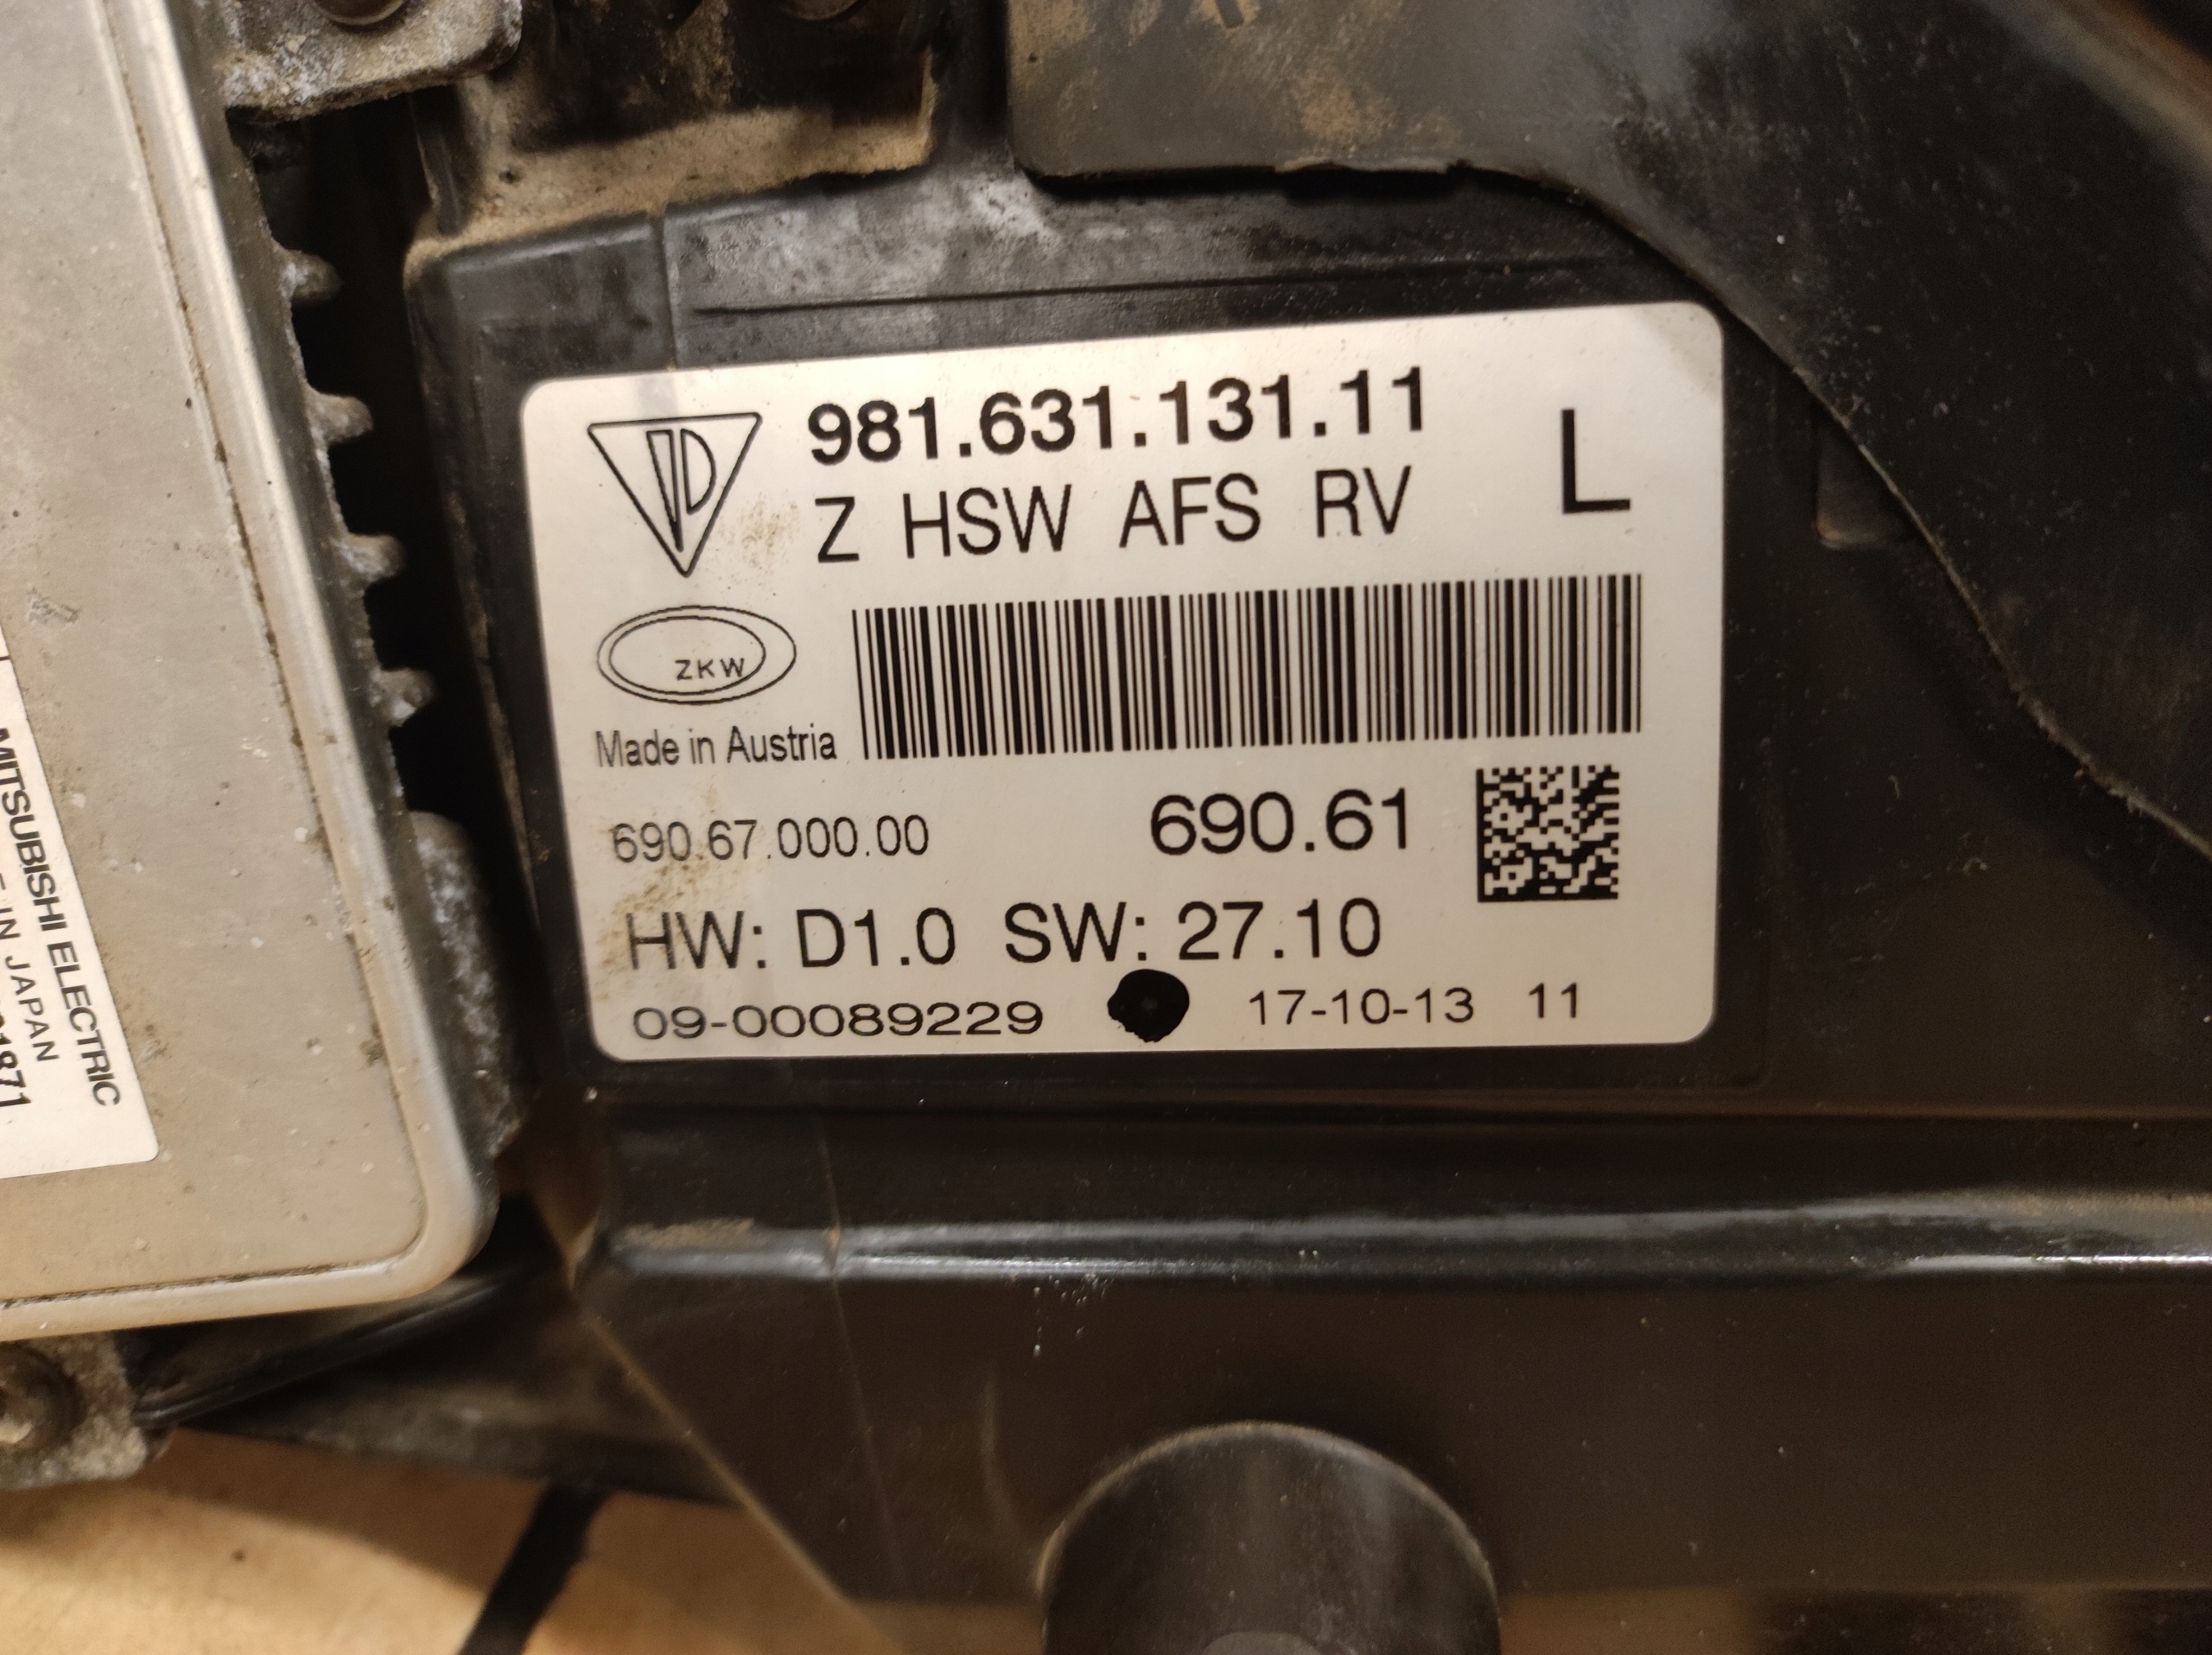 981.631.131.11
L
Z HSW AFS RV
ZKW
Made in Austria
690.67.000.00
690.61
HW: D1.0 SW: 27.10
09-00089229
17-10-13 11
MITSUBISHI ELECTRIC
IN JAPAN